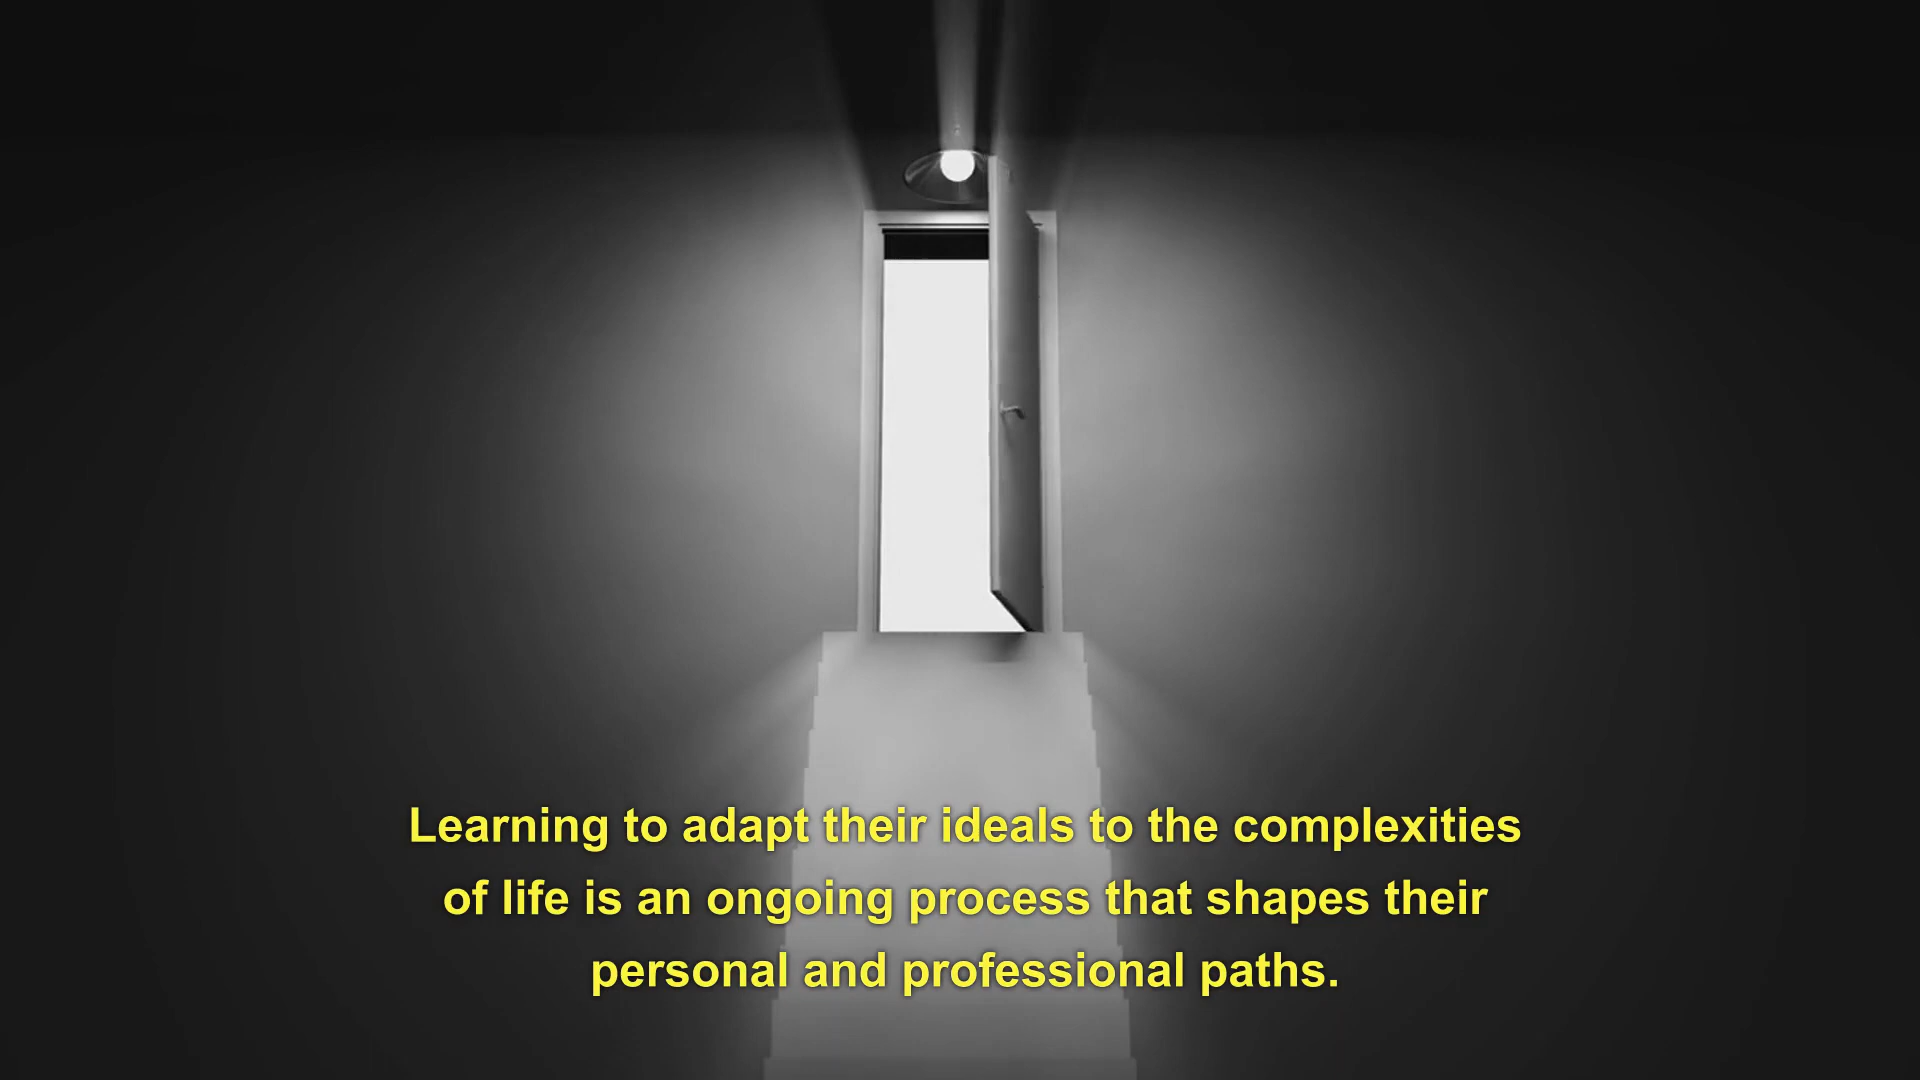 Learning to adapt their ideals to the complexities
of life is an ongoing process that shapes their
personal and professional paths.